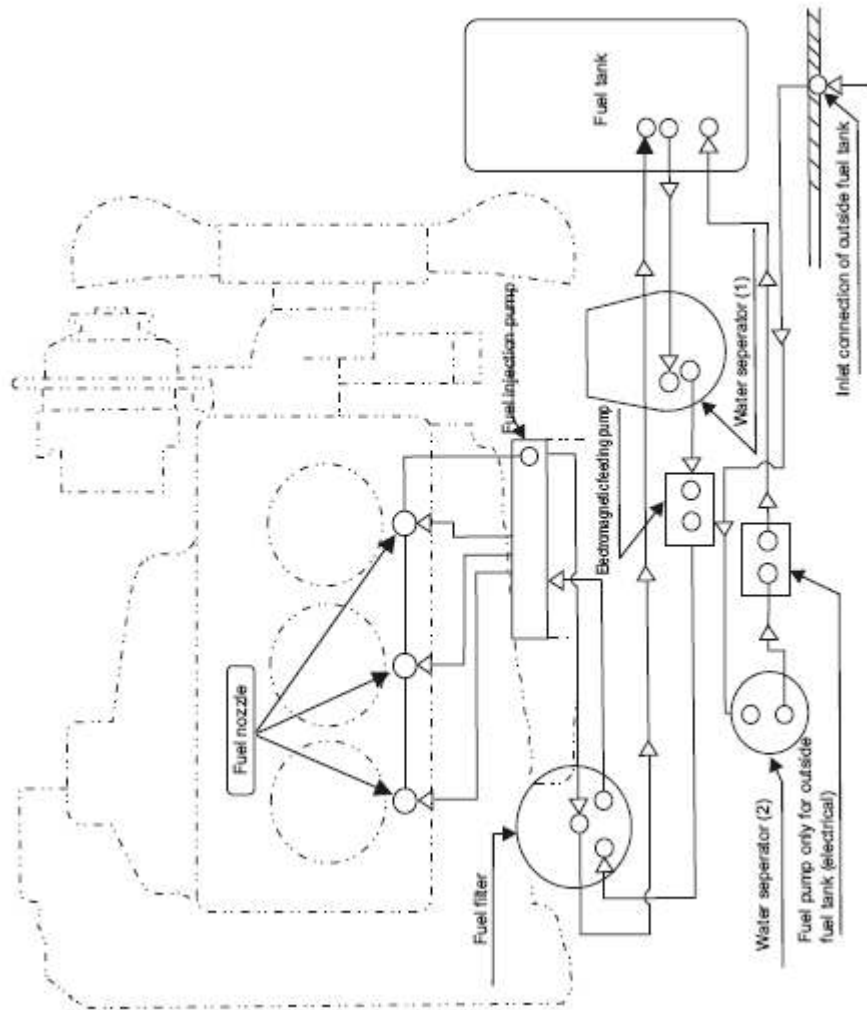 Fuel tank
Inlet connection of outside fuel tank
Water seperator (1)
Fuel injection pump
Electromagnetic feeding pump
Fuel nozzle
Fuel filter
Water seperator (2)
Fuel pump only for outside
fuel tank (electrical)